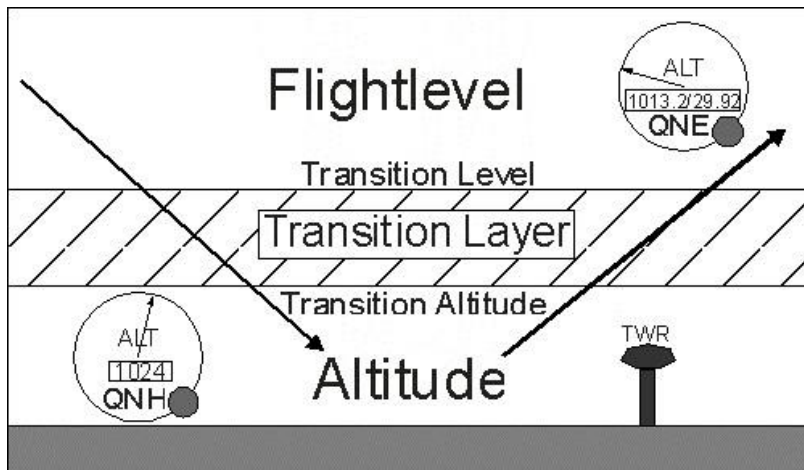 Flightlevel
ALT
1013.2/29.92
QNE
Transition Level
Transition Layer
Transition Altitude
ALT
1024
QNH
Altitude
TWR